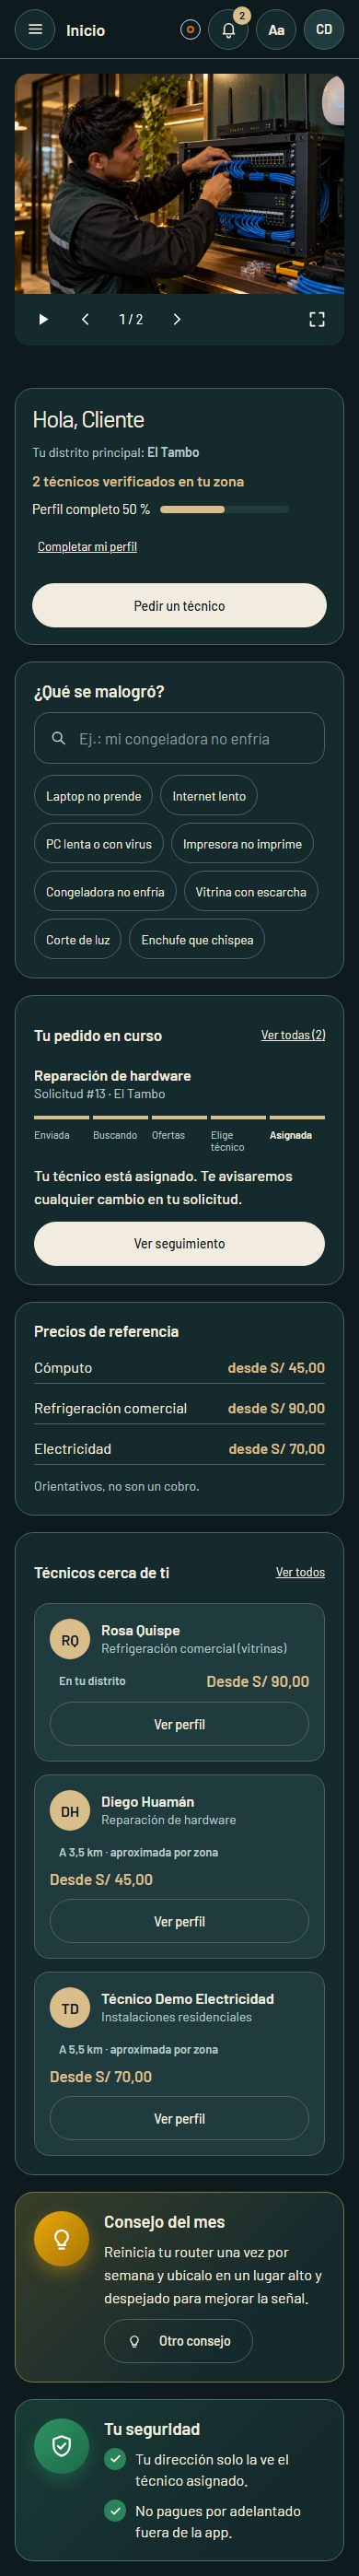 Inicio
2
Aa
CD
1 / 2
Hola, Cliente
Tu distrito principal: El Tambo
2 técnicos verificados en tu zona
Perfil completo 50 %
Completar mi perfil
Pedir un técnico
¿Qué se malogró?
Ej.: mi congeladora no enfría
Laptop no prende
Internet lento
PC lenta o con virus
Impresora no imprime
Congeladora no enfría
Vitrina con escarcha
Corte de luz
Enchufe que chispea
Tu pedido en curso
Ver todas (2)
Reparación de hardware
Solicitud #13 · El Tambo
Enviada
Buscando
Ofertas
Elige
técnico
Asignada
Tu técnico está asignado. Te avisaremos
cualquier cambio en tu solicitud.
Ver seguimiento
Precios de referencia
Cómputo desde S/ 45,00
Refrigeración comercial desde S/ 90,00
Electricidad desde S/ 70,00
Orientativos, no son un cobro.
Técnicos cerca de ti
Ver todos
RQ
Rosa Quispe
Refrigeración comercial (vitrinas)
En tu distrito
Desde S/ 90,00
Ver perfil
DH
Diego Huamán
Reparación de hardware
A 3,5 km · aproximada por zona
Desde S/ 45,00
Ver perfil
TD
Técnico Demo Electricidad
Instalaciones residenciales
A 5,5 km · aproximada por zona
Desde S/ 70,00
Ver perfil
Consejo del mes
Reinicia tu router una vez por
semana y ubícalo en un lugar alto y
despejado para mejorar la señal.
Otro consejo
Tu seguridad
Tu dirección solo la ve el
técnico asignado.
No pagues por adelantado
fuera de la app.